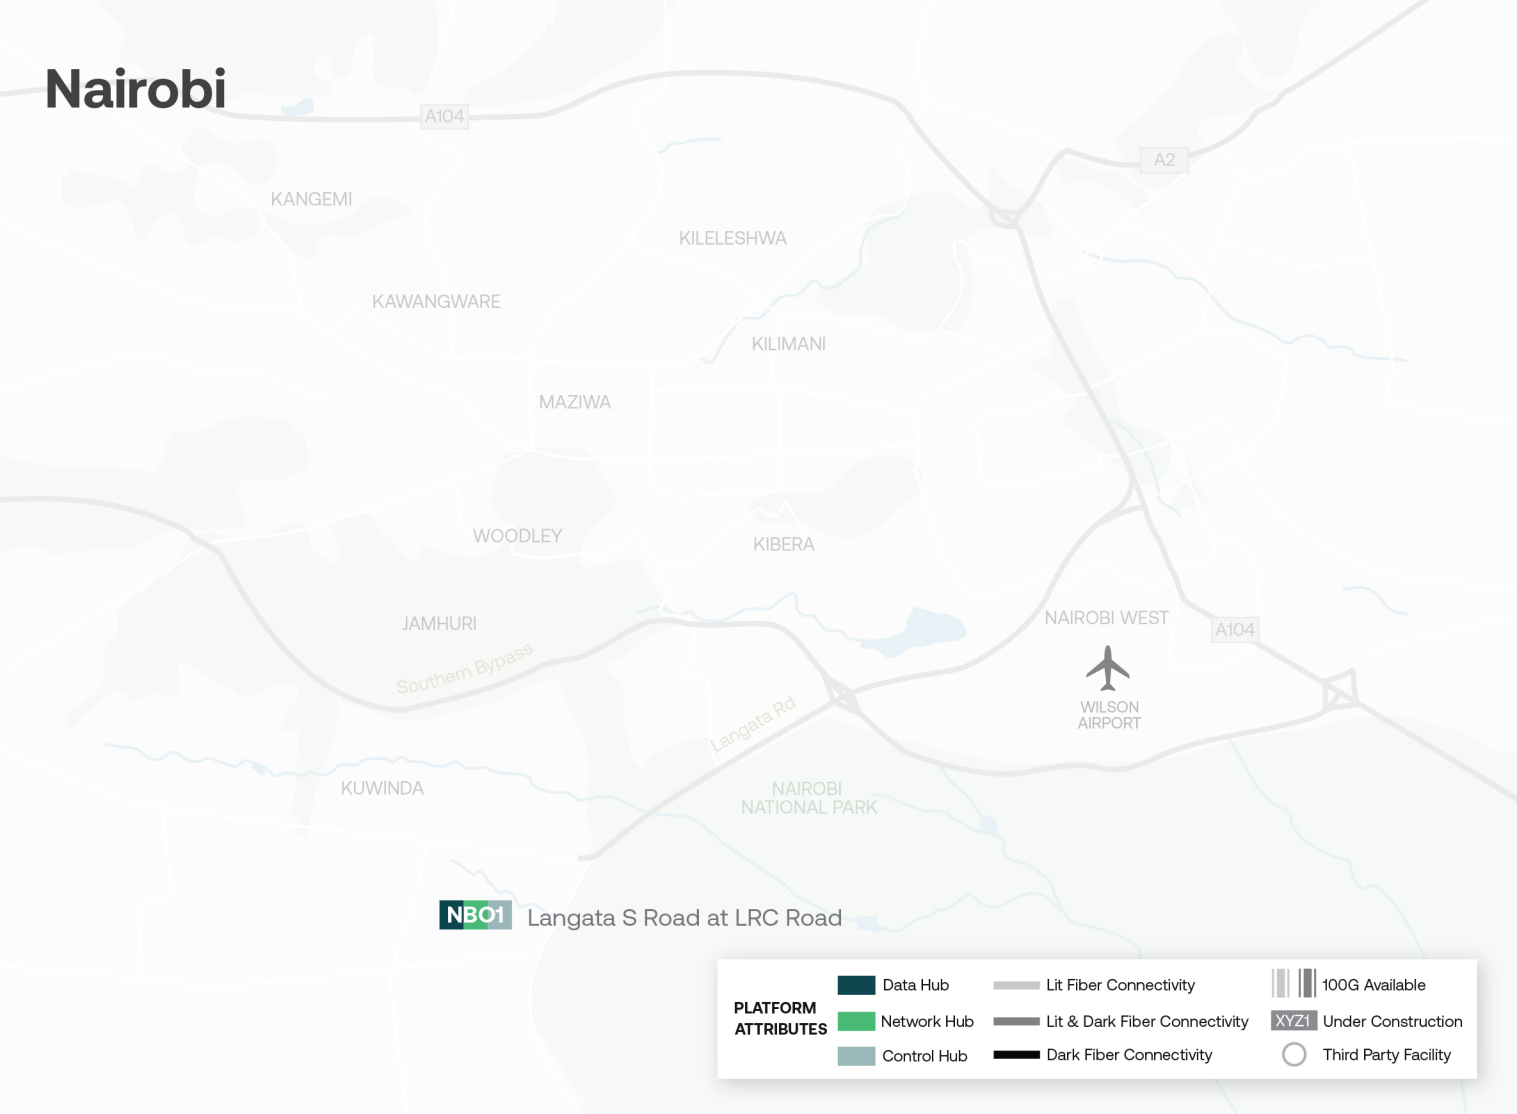 Nairobi
A104
A2
KANGEMI
KILELESHWA
KAWANGWARE
KILIMANI
MAZIWA
WOODLEY
KIBERA
JAMHURI
NAIROBI WEST
A104
Southern Bypass
Langata Rd
WILSON
AIRPORT
KUWINDA
NAIROBI
NATIONAL PARK
NBO1 Langata S Road at LRC Road
PLATFORM
ATTRIBUTES
Data Hub
Network Hub
Control Hub
Lit Fiber Connectivity
Lit & Dark Fiber Connectivity
Dark Fiber Connectivity
100G Available
XYZ1 Under Construction
Third Party Facility